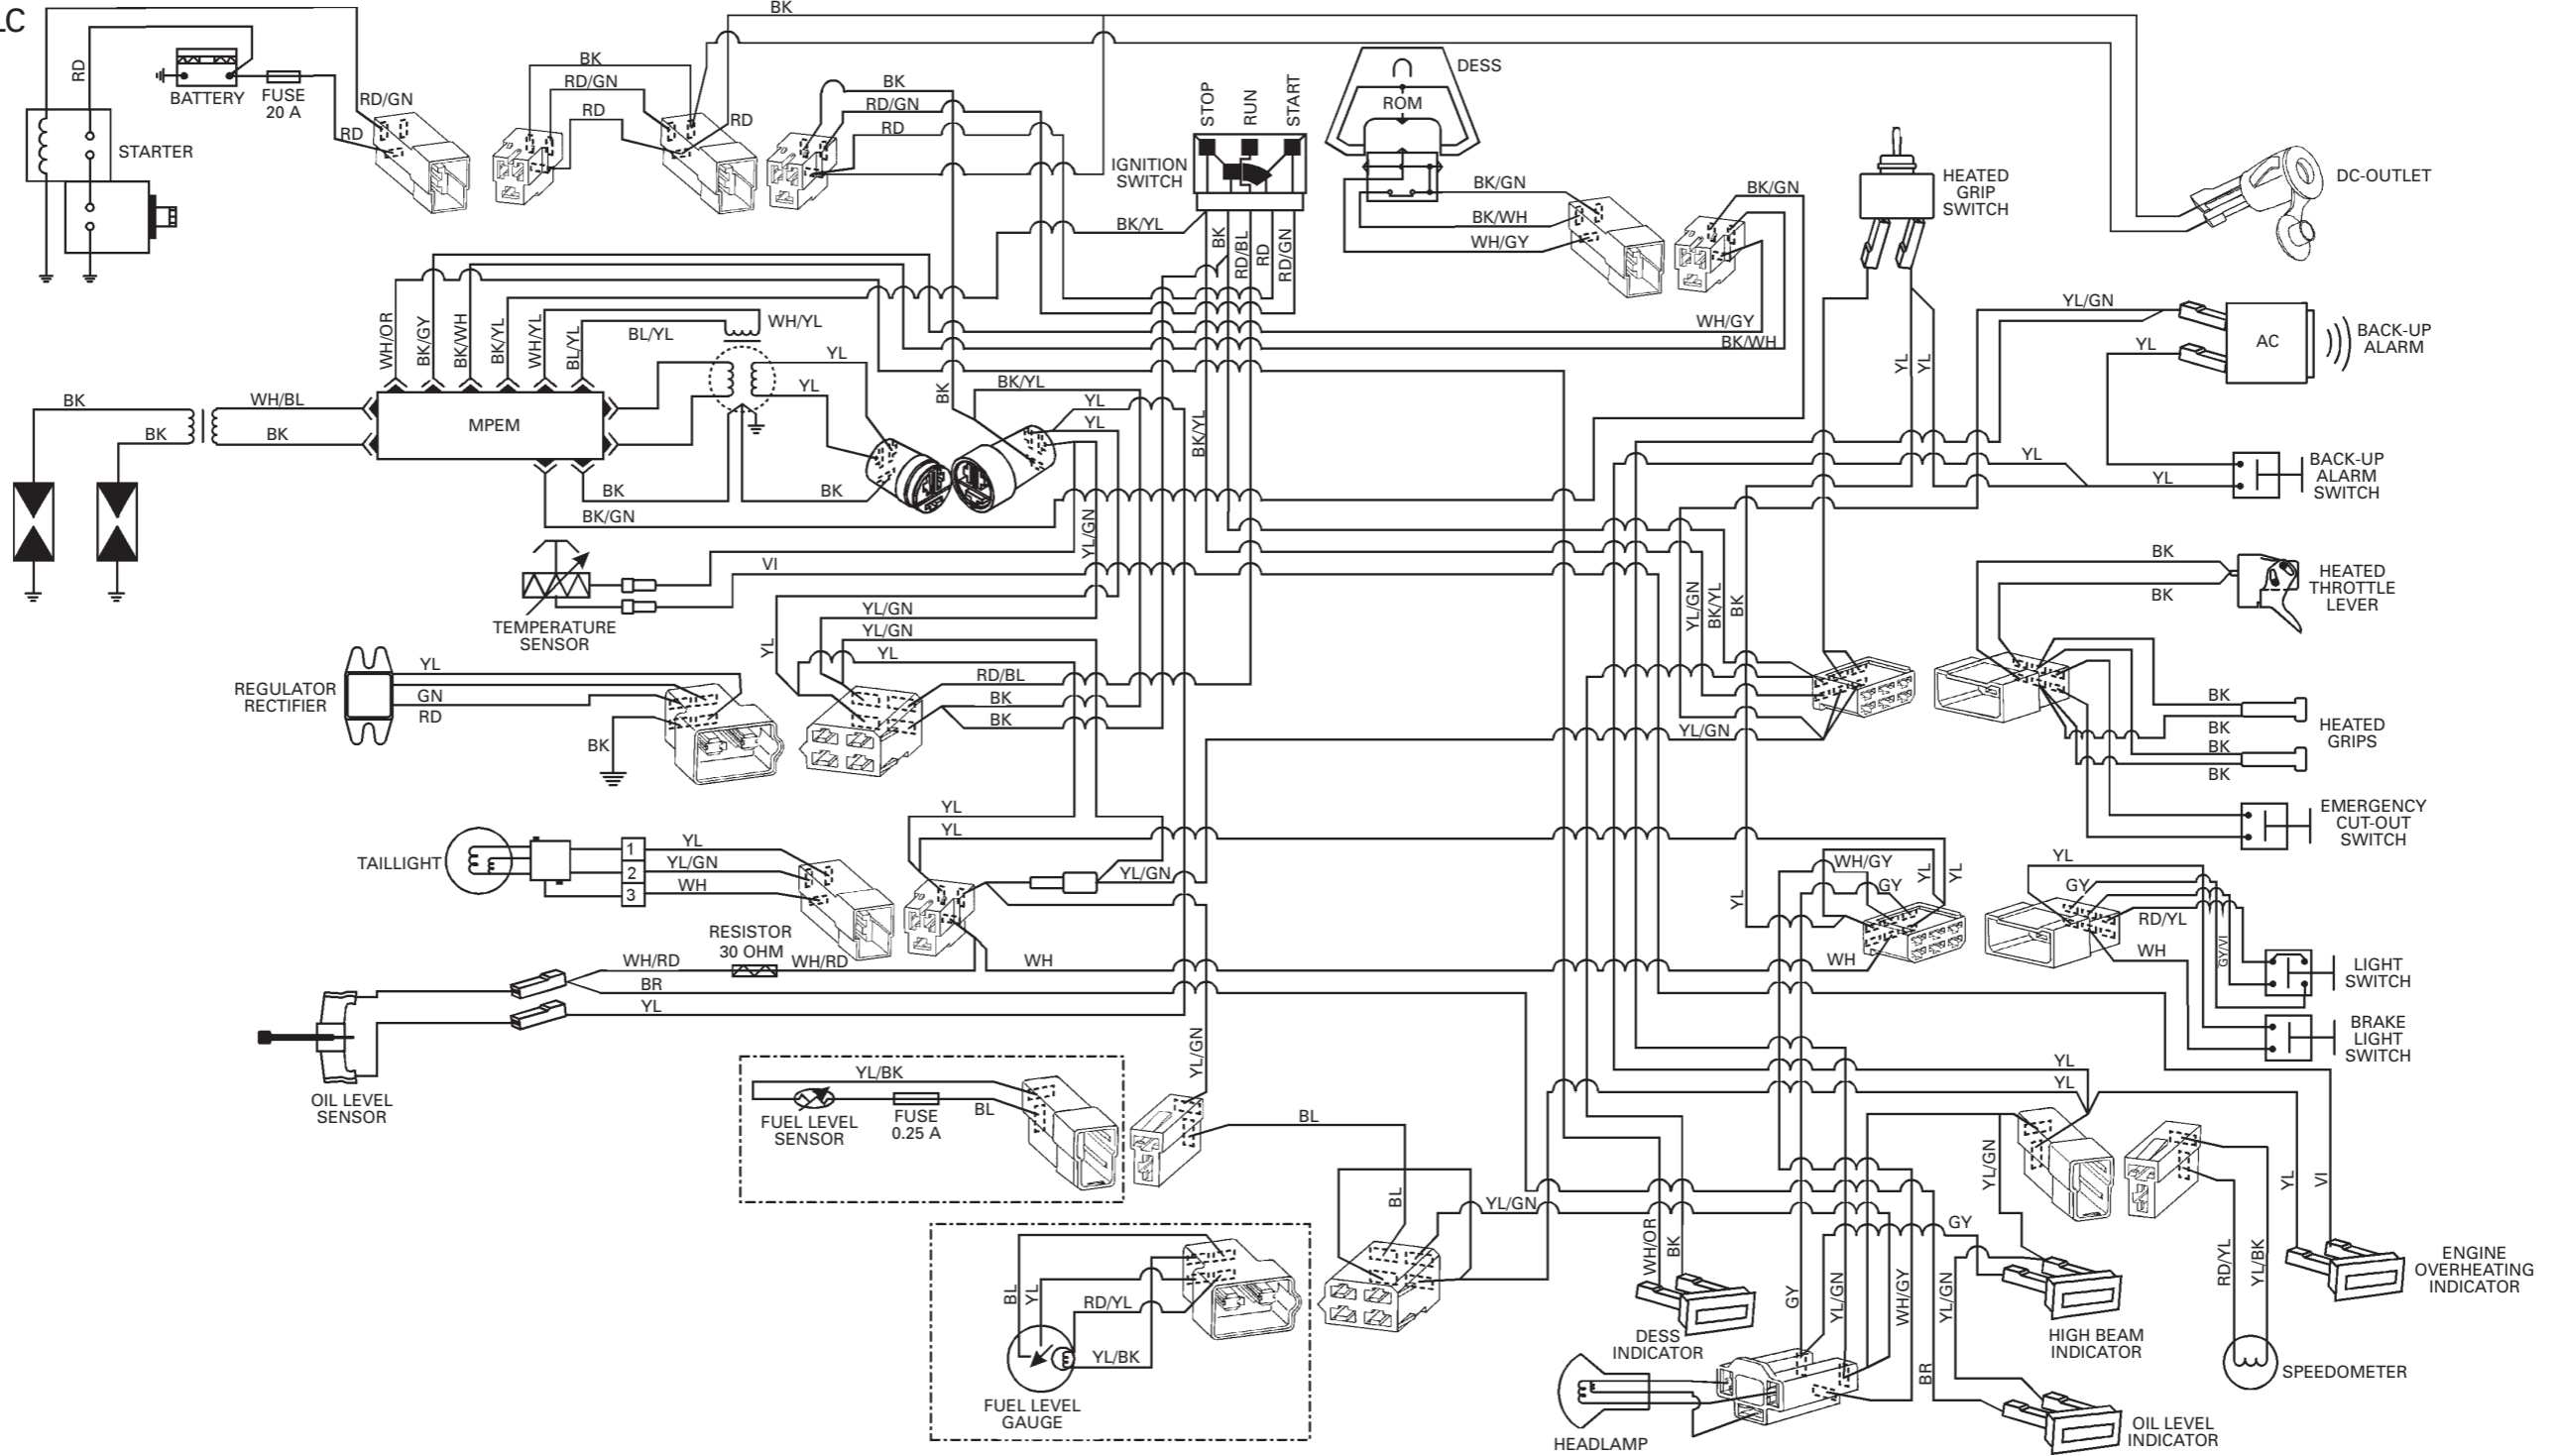 LC
BK
RD
BATTERY
FUSE
20 A
RD/GN
RD
STARTER
BK
RD/GN
RD
RD
BK
RD/GN
RD
STOP
RUN
START
IGNITION
SWITCH
DESS
ROM
BK/GN
BK/WH
WH/GY
BK/GN
HEATED
GRIP
SWITCH
DC-OUTLET
BK/YL
BK
RD/BL
RD
RD/GN
WH/OR
BK/GY
BK/WH
BK/YL
WH/YL
BL/YL
BL/YL
WH/YL
YL
YL
WH/GY
BK/WH
YL
YL
YL/GN
YL
AC
BACK-UP
ALARM
BK
WH/BL
BK
BK
MPEM
BK
BK/YL
YL
YL
BK/YL
BK
BK
BK/GN
YL/GN
YL
YL
BACK-UP
ALARM
SWITCH
VI
TEMPERATURE
SENSOR
YL/GN
YL/GN
YL
YL
YL/GN
BK/YL
BK
BK
BK
HEATED
THROTTLE
LEVER
REGULATOR
RECTIFIER
YL
GN
RD
BK
RD/BL
BK
BK
YL/GN
BK
BK
BK
BK
HEATED
GRIPS
YL
YL
EMERGENCY
CUT-OUT
SWITCH
TAILLIGHT
1
2
3
YL
YL/GN
WH
YL/GN
WH/GY
GY
YL
YL
YL
YL
GY
RD/YL
GY/VI
WH
LIGHT
SWITCH
RESISTOR
30 OHM
WH/RD
WH/RD
BR
YL
WH
WH
BRAKE
LIGHT
SWITCH
OIL LEVEL
SENSOR
YL/GN
YL
YL
YL/BK
FUEL LEVEL
SENSOR
FUSE
0.25 A
BL
BL
BL
YL/GN
YL/GN
YL
VI
BL
YL
RD/YL
YL/BK
FUEL LEVEL
GAUGE
WH/OR
BK
DESS
INDICATOR
GY
YL/GN
WH/GY
YL/GN
GY
BR
HIGH BEAM
INDICATOR
RD/YL
YL/BK
ENGINE
OVERHEATING
INDICATOR
SPEEDOMETER
HEADLAMP
OIL LEVEL
INDICATOR